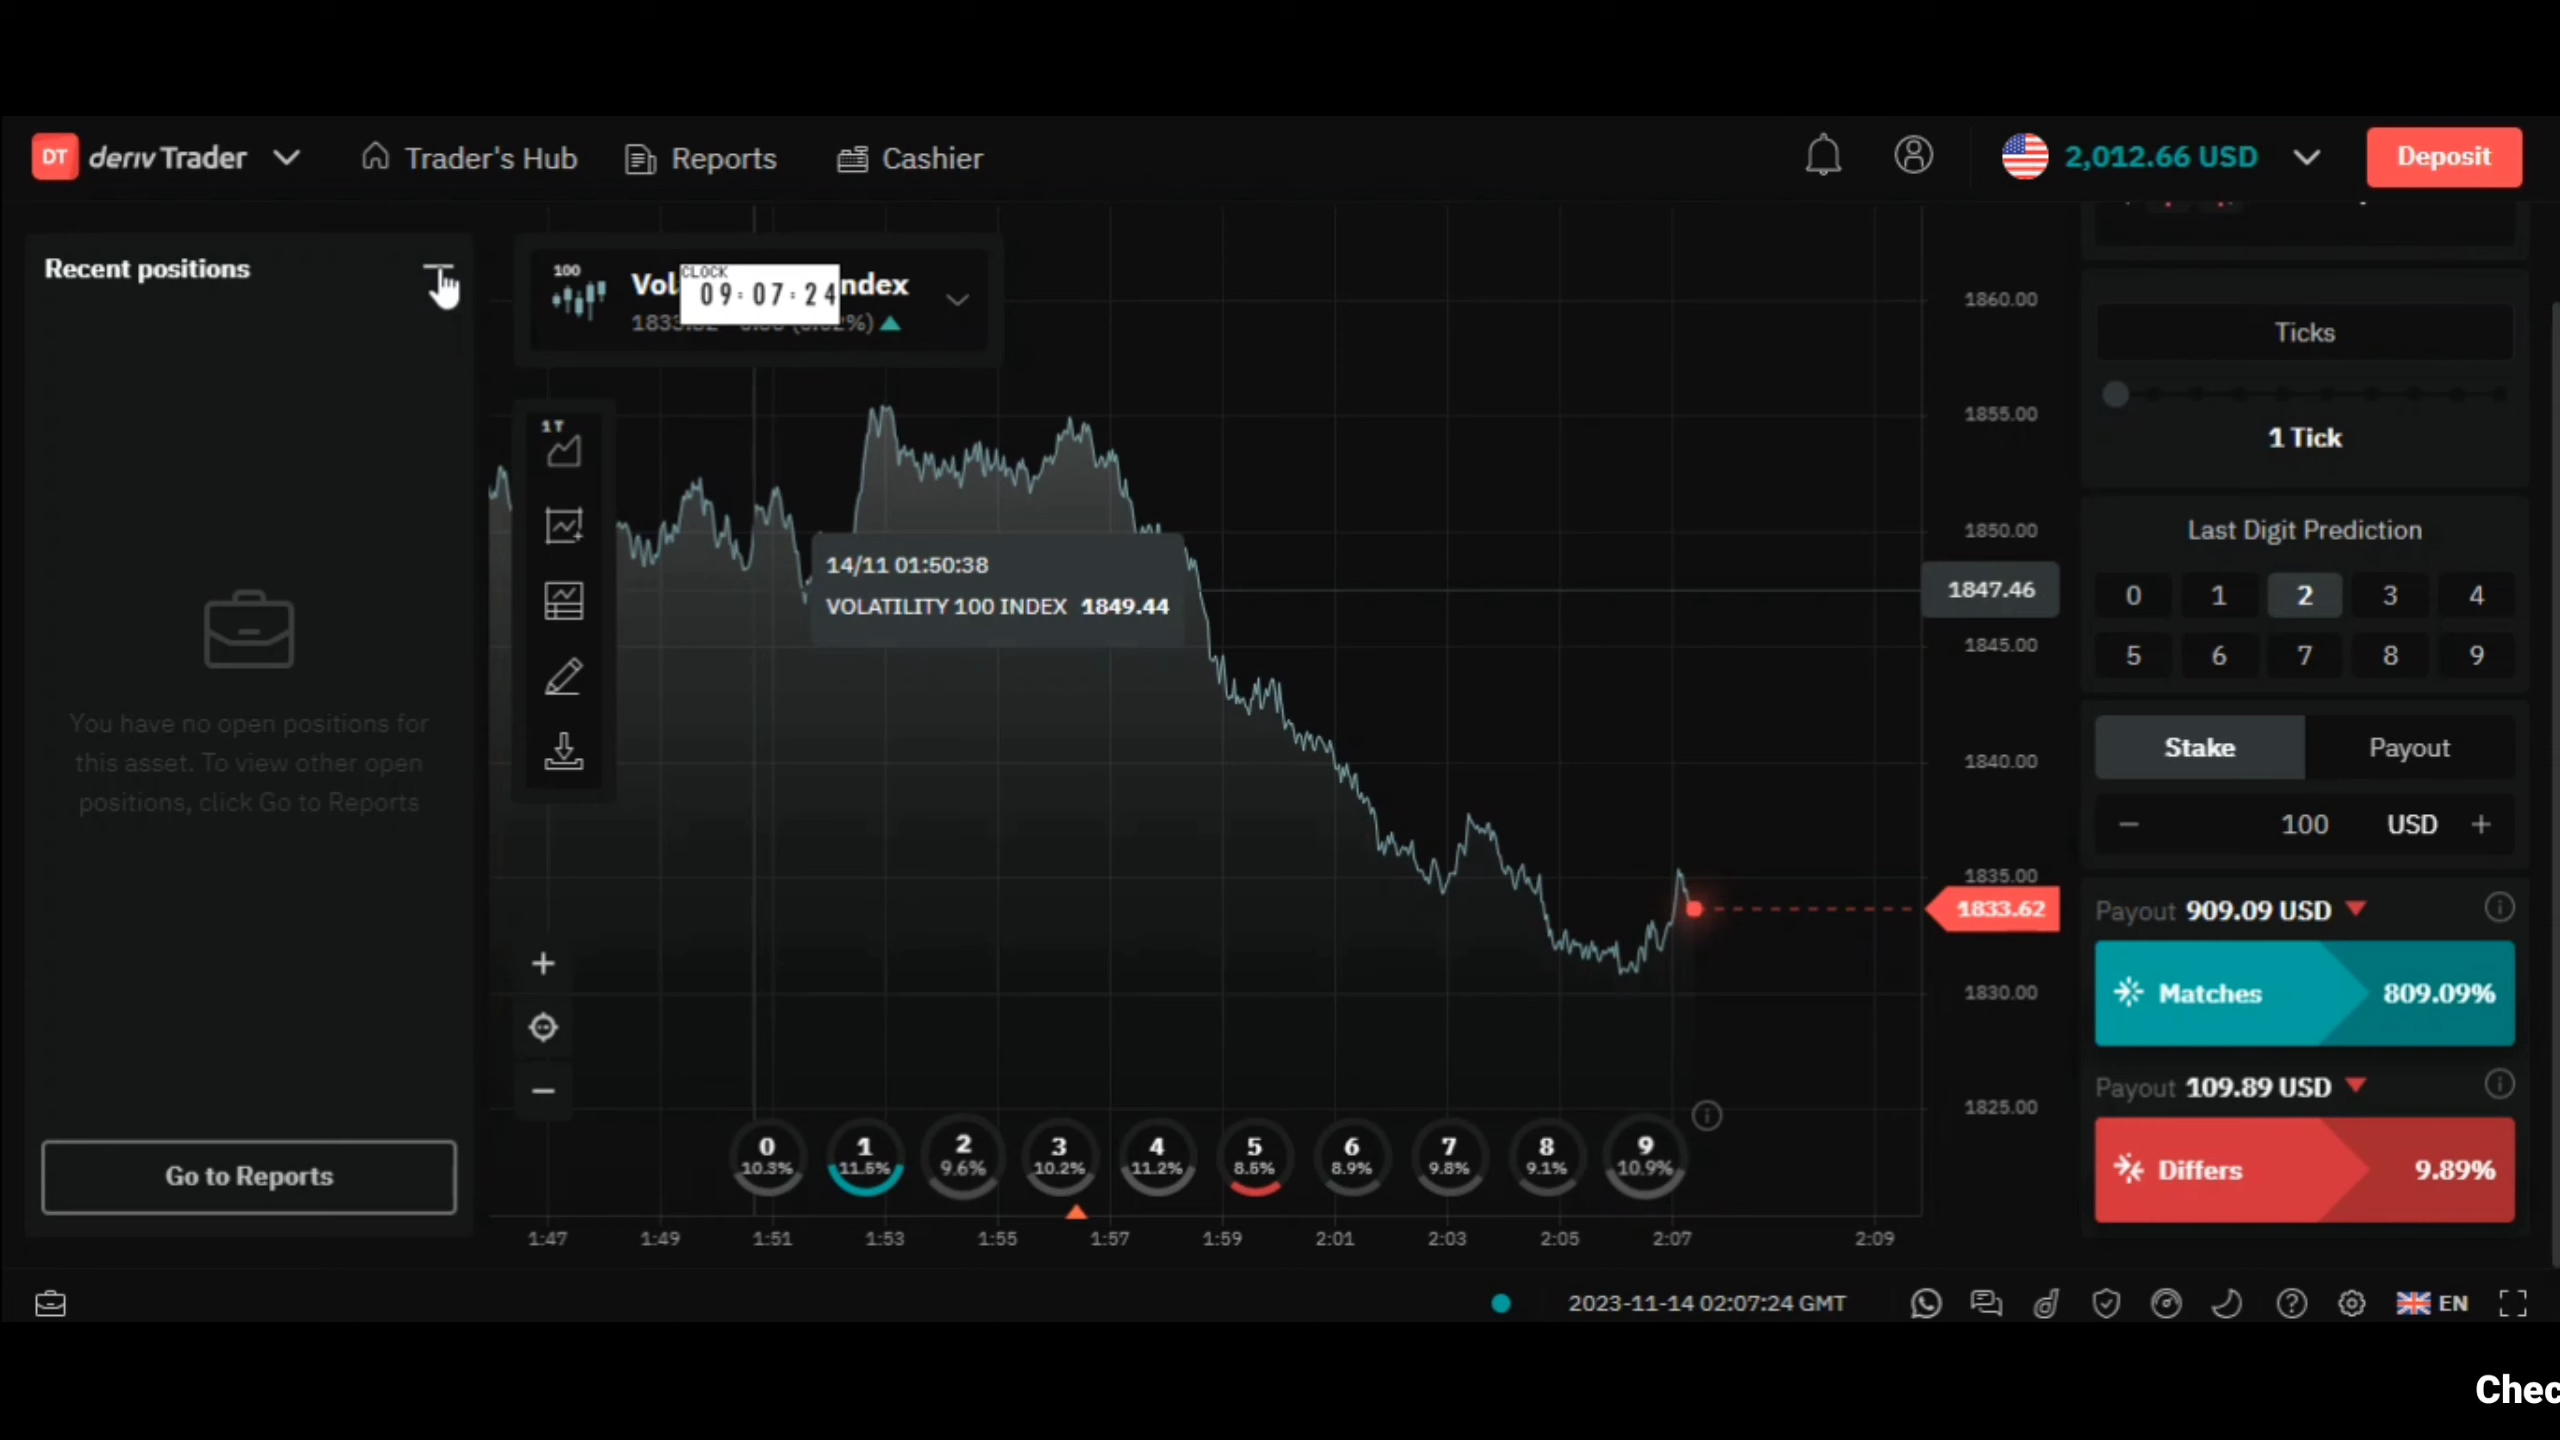 DT deriv Trader
Trader's Hub
Reports
Cashier
2,012.66 USD
Deposit
Recent positions
You have no open positions for
this asset. To view other open
positions, click Go to Reports
Go to Reports
100
Vol
ndex
CLOCK
09:07:24
1T
14/11 01:50:38
VOLATILITY 100 INDEX 1849.44
1860.00
1855.00
1850.00
1847.46
1845.00
1840.00
1835.00
1833.62
1830.00
1825.00
0 1 2 3 4 5 6 7 8 9
10.3% 11.5% 9.6% 10.2% 11.2% 8.5% 8.9% 9.8% 9.1% 10.9%
1:47 1:49 1:51 1:53 1:55 1:57 1:59 2:01 2:03 2:05 2:07 2:09
Ticks
1 Tick
Last Digit Prediction
0 1 2 3 4
5 6 7 8 9
Stake Payout
− 100 USD +
Payout 909.09 USD
Matches 809.09%
Payout 109.89 USD
Differs 9.89%
2023-11-14 02:07:24 GMT
EN
Chec